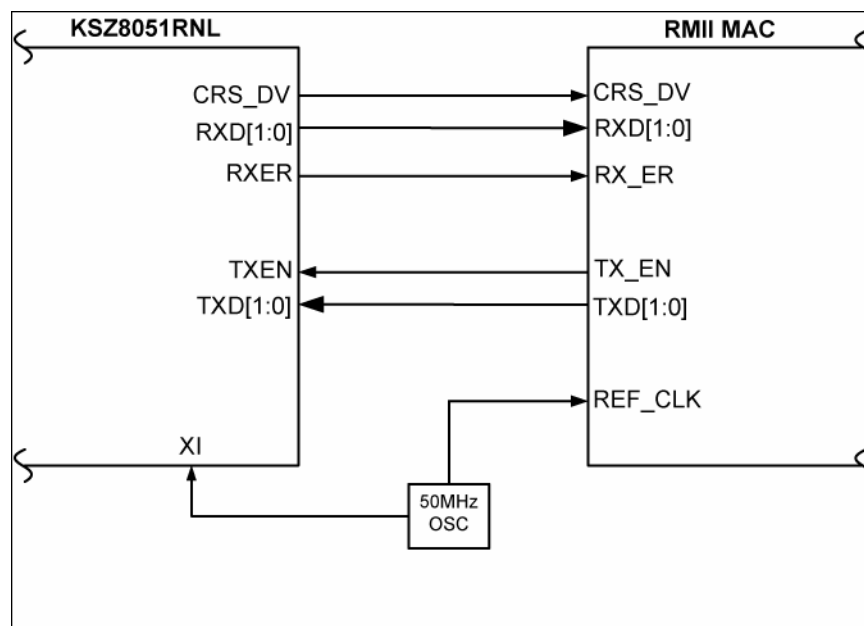 KSZ8051RNL
RMII MAC
CRS_DV
CRS_DV
RXD[1:0]
RXD[1:0]
RXER
RX_ER
TXEN
TX_EN
TXD[1:0]
TXD[1:0]
REF_CLK
XI
50MHz
OSC